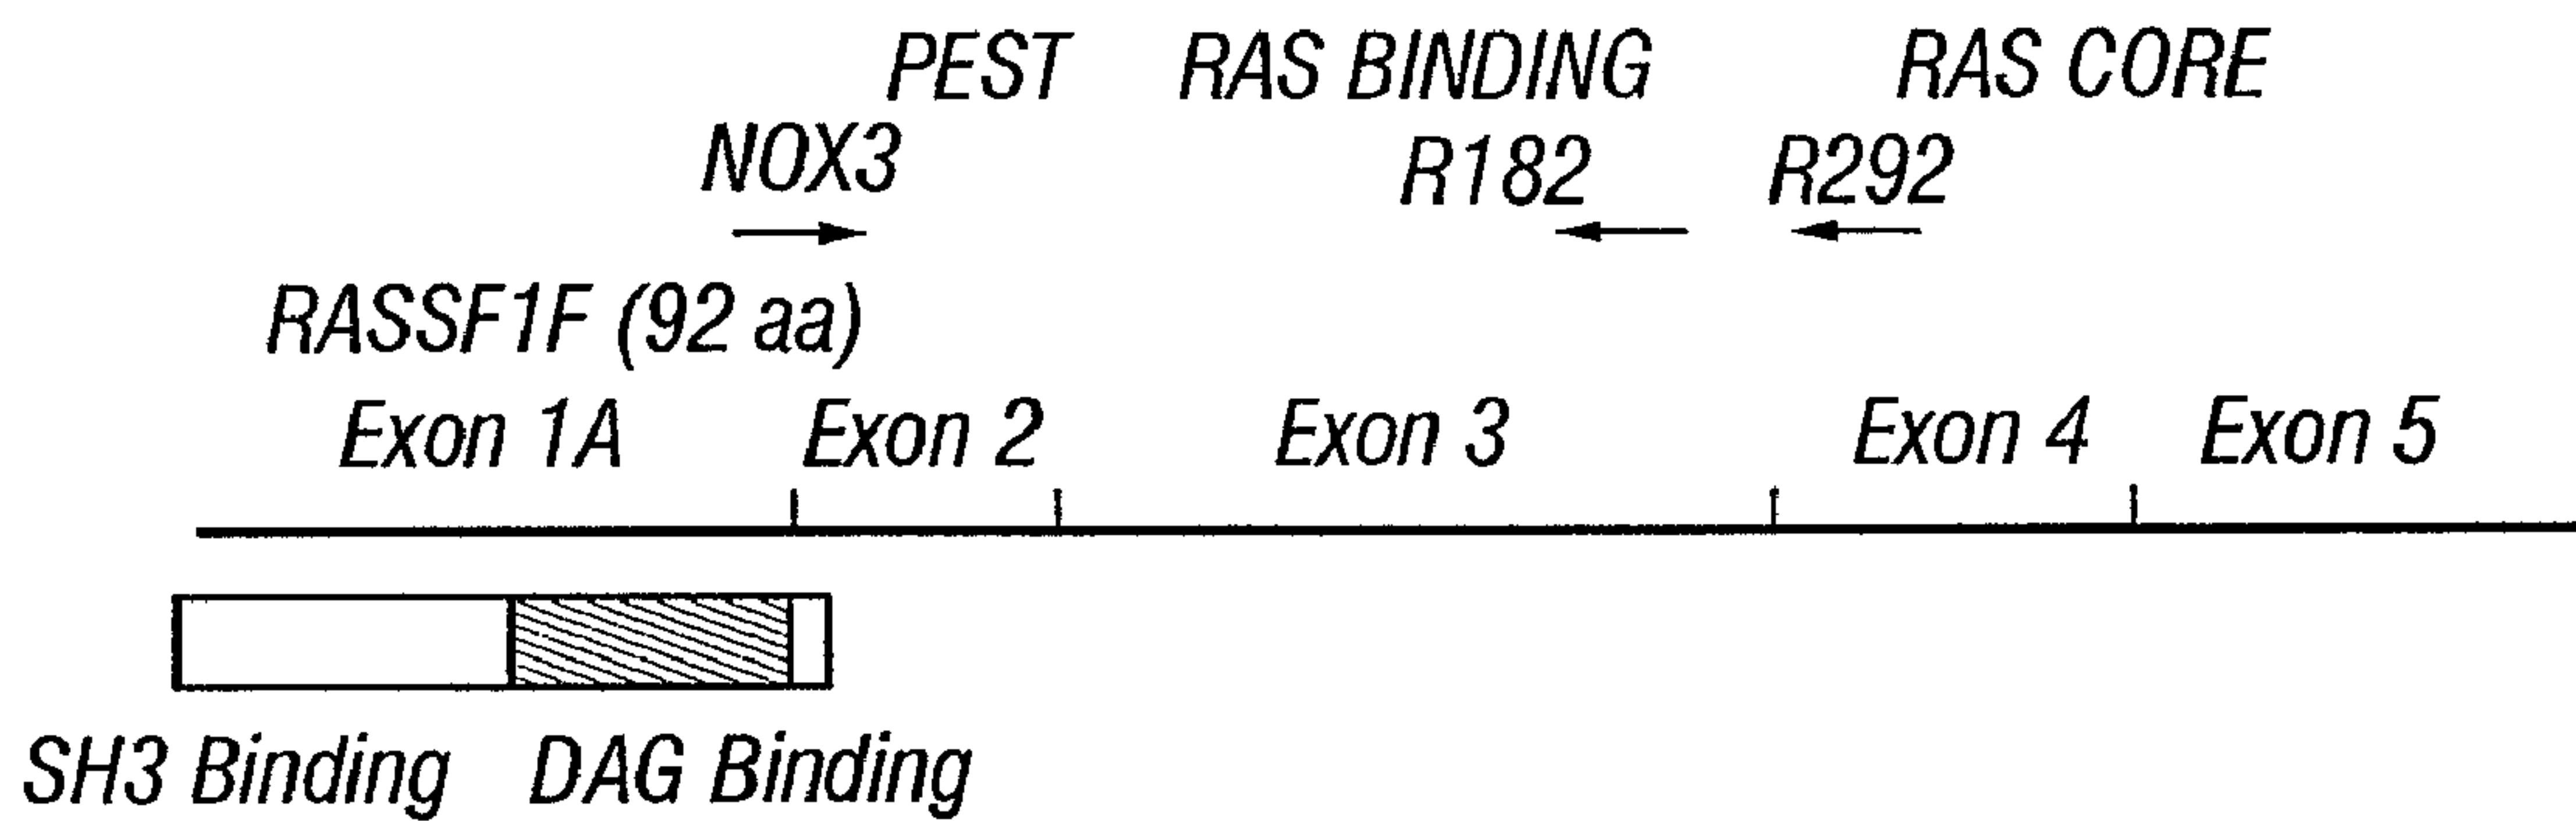 PEST RAS BINDING RAS CORE
NOX3 R182 R292
RASSF1F (92 aa)
Exon 1A Exon 2 Exon 3 Exon 4 Exon 5
SH3 Binding DAG Binding